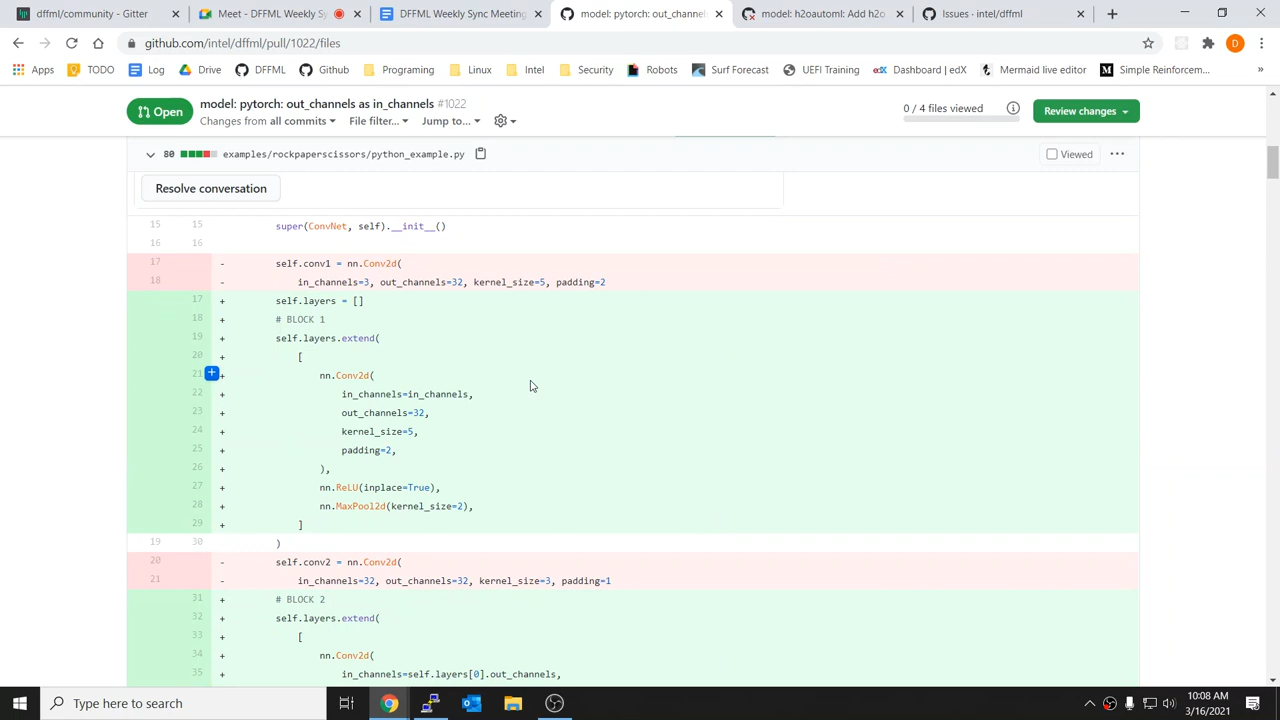 dffml/community - Gitter
Meet - DFFML Weekly Sy
DFFML Weekly Sync Meeting
model: pytorch: out_channels
model: h2oautoml: Add h2o
Issues · intel/dffml
github.com/intel/dffml/pull/1022/files
D
Apps
TODO
Log
Drive
DFFML
Github
Programing
Linux
Intel
Security
Robots
Surf Forecast
UEFI Training
edX
Dashboard | edX
Mermaid live editor
Simple Reinforcem...
»
Open
model: pytorch: out_channels as in_channels #1022
Changes from all commits
File filter...
Jump to...
0 / 4 files viewed
Review changes
80 examples/rockpaperscissors/python_example.py
Viewed
Resolve conversation
15 15 super(ConvNet, self).__init__()
16 16
17 - self.conv1 = nn.Conv2d(
18 - in_channels=3, out_channels=32, kernel_size=5, padding=2
17 + self.layers = []
18 + # BLOCK 1
19 + self.layers.extend(
20 + [
21 + nn.Conv2d(
22 + in_channels=in_channels,
23 + out_channels=32,
24 + kernel_size=5,
25 + padding=2,
26 + ),
27 + nn.ReLU(inplace=True),
28 + nn.MaxPool2d(kernel_size=2),
29 + ]
19 30 )
20 - self.conv2 = nn.Conv2d(
21 - in_channels=32, out_channels=32, kernel_size=3, padding=1
31 + # BLOCK 2
32 + self.layers.extend(
33 + [
34 + nn.Conv2d(
35 in_channels=self.layers[0].out_channels,
Type here to search
10:08 AM
3/16/2021